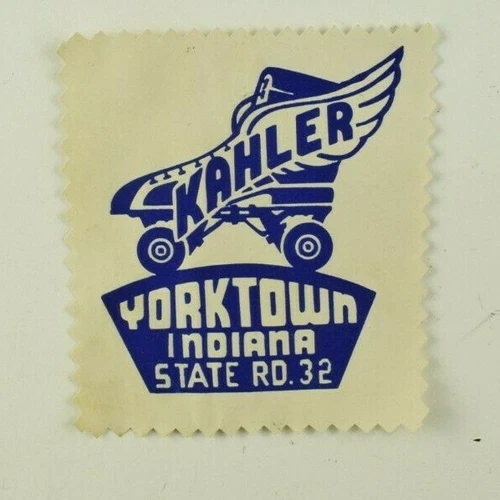 KAHLER
YORKTOWN
INDIANA
STATE RD. 32